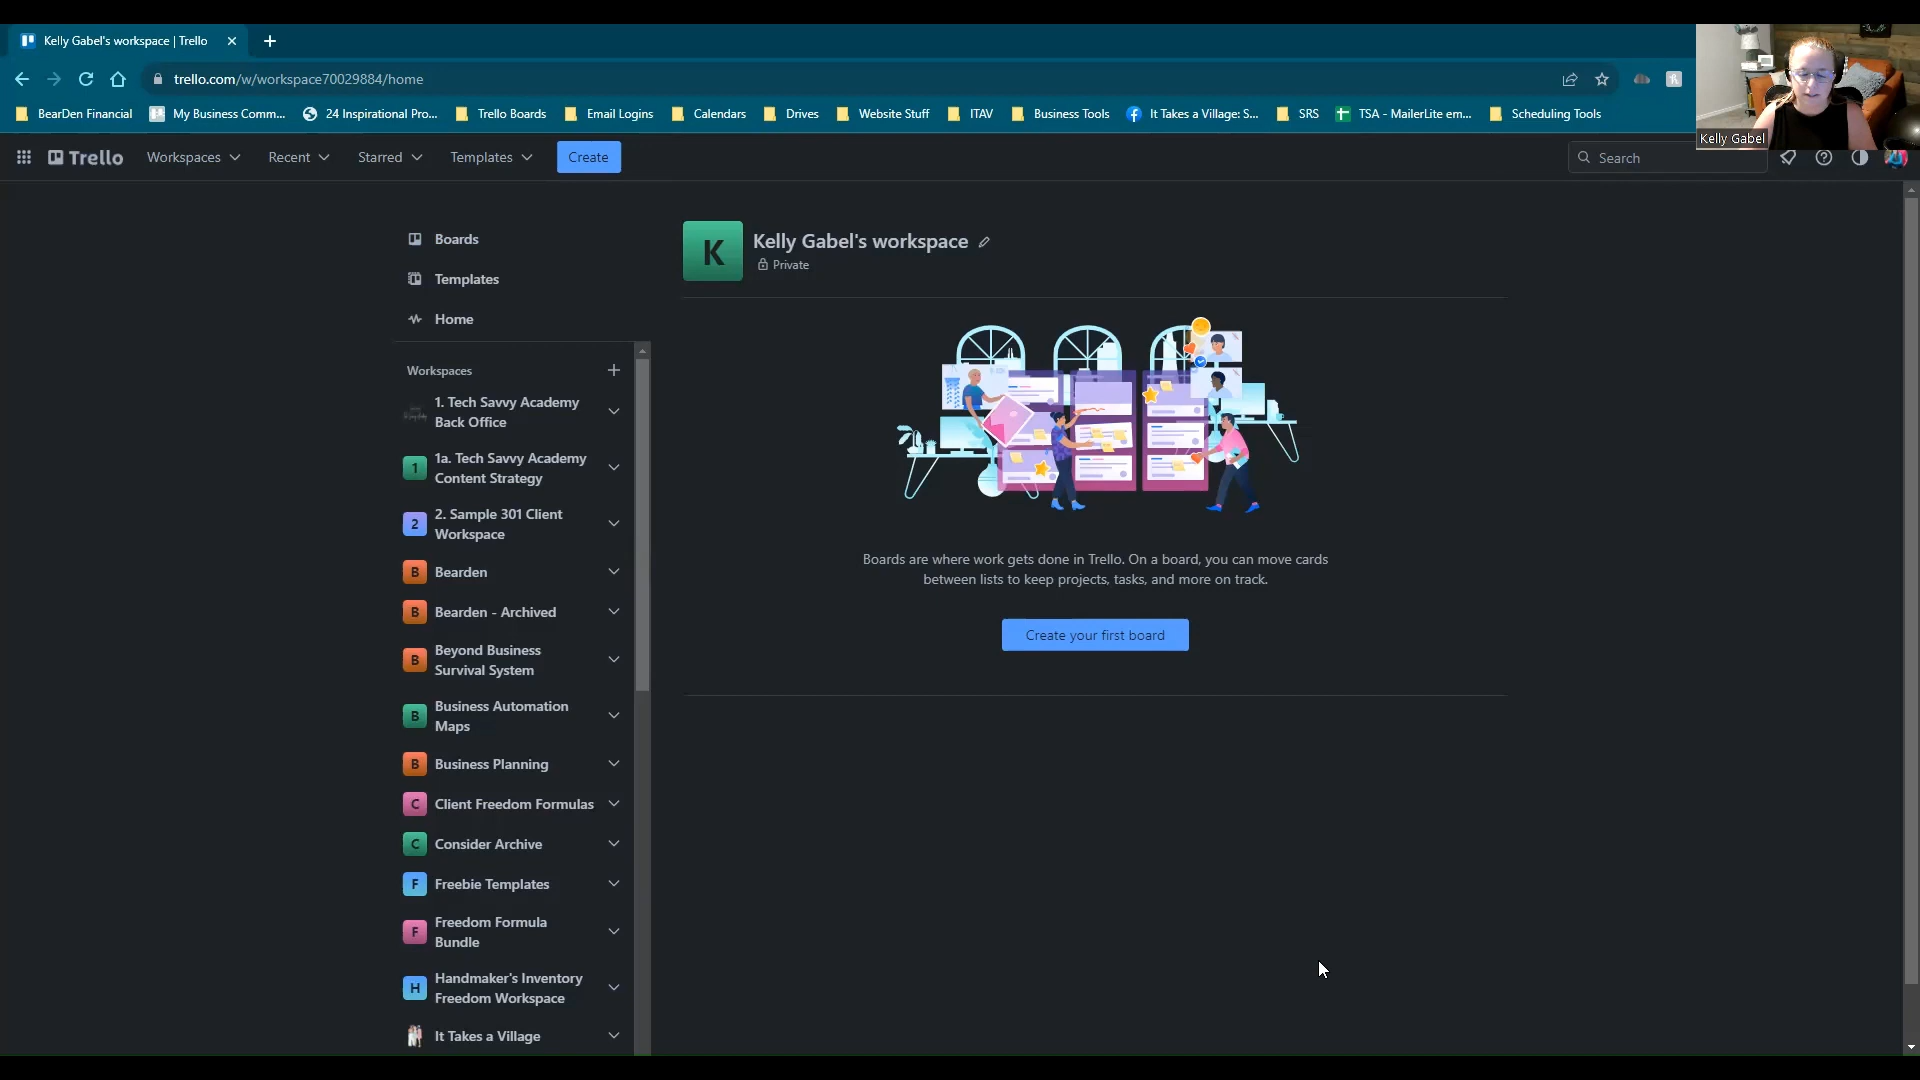 Kelly Gabel's workspace | Trello
trello.com/w/workspace70029884/home
BearDen Financial
My Business Comm...
24 Inspirational Pro...
Trello Boards
Email Logins
Calendars
Drives
Website Stuff
ITAV
Business Tools
It Takes a Village: S...
SRS
TSA - MailerLite em...
Scheduling Tools
Kelly Gabel
Trello
Workspaces
Recent
Starred
Templates
Create
Search
Boards
Templates
Home
Workspaces
1. Tech Savvy Academy
Back Office
1
1a. Tech Savvy Academy
Content Strategy
2
2. Sample 301 Client
Workspace
B
Bearden
B
Bearden - Archived
B
Beyond Business
Survival System
B
Business Automation
Maps
B
Business Planning
C
Client Freedom Formulas
C
Consider Archive
F
Freebie Templates
F
Freedom Formula
Bundle
H
Handmaker's Inventory
Freedom Workspace
It Takes a Village
K
Kelly Gabel's workspace
Private
Boards are where work gets done in Trello. On a board, you can move cards
between lists to keep projects, tasks, and more on track.
Create your first board